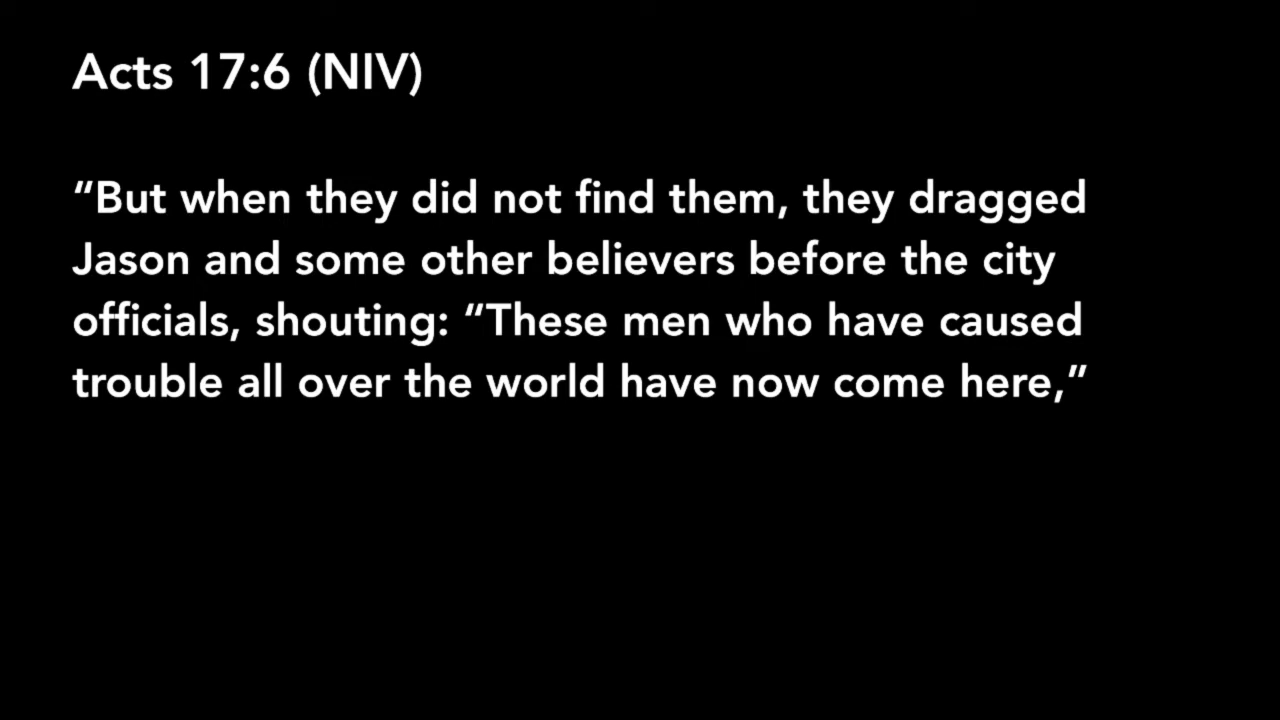 Acts 17:6 (NIV)
“But when they did not find them, they dragged
Jason and some other believers before the city
officials, shouting: “These men who have caused
trouble all over the world have now come here,”